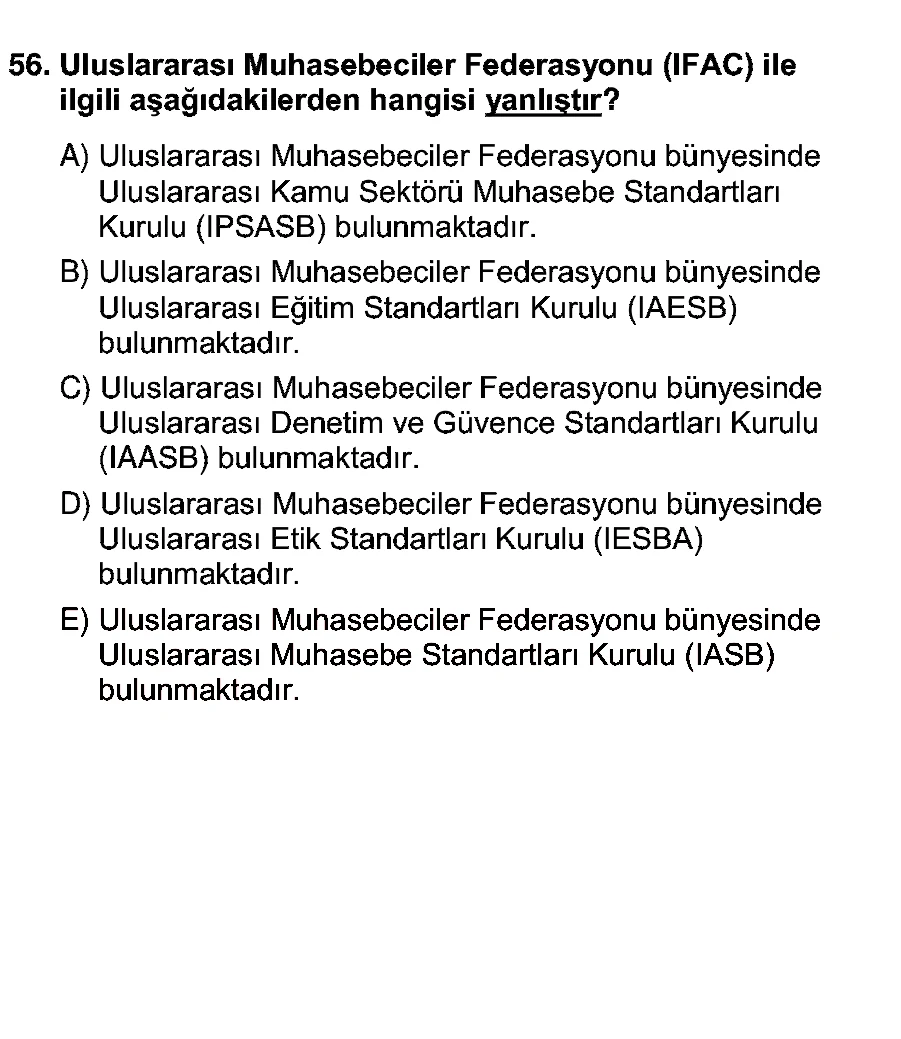 56. Uluslararası Muhasebeciler Federasyonu (IFAC) ile
ilgili aşağıdakilerden hangisi yanlıştır?
A) Uluslararası Muhasebeciler Federasyonu bünyesinde
Uluslararası Kamu Sektörü Muhasebe Standartları
Kurulu (IPSASB) bulunmaktadır.
B) Uluslararası Muhasebeciler Federasyonu bünyesinde
Uluslararası Eğitim Standartları Kurulu (IAESB)
bulunmaktadır.
C) Uluslararası Muhasebeciler Federasyonu bünyesinde
Uluslararası Denetim ve Güvence Standartları Kurulu
(IAASB) bulunmaktadır.
D) Uluslararası Muhasebeciler Federasyonu bünyesinde
Uluslararası Etik Standartları Kurulu (IESBA)
bulunmaktadır.
E) Uluslararası Muhasebeciler Federasyonu bünyesinde
Uluslararası Muhasebe Standartları Kurulu (IASB)
bulunmaktadır.